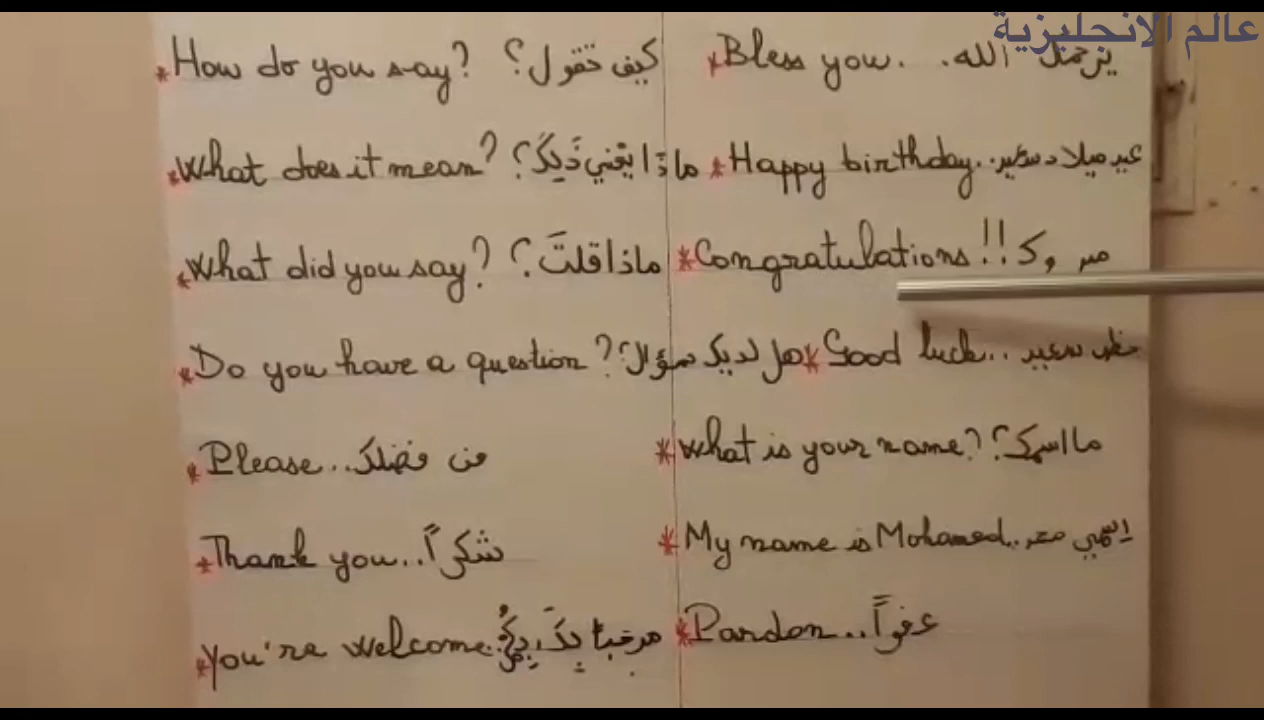 عالم الانجليزية
*How do you say? كيف تقول؟
*What does it mean? ماذا يعني ذَلِكَ؟
*What did you say? ماذا قلتَ؟
*Do you have a question? هل لديك سؤال؟
*Please.. من فضلك
*Thank you.. شكراً
*You're welcome. مرحباً بِكَ،
*Bless you.. يرحمك الله
*Happy birthday.. عيد ميلاد سعيد
*Congratulations!! مبروك
*Good luck.. حظ سعيد
*What is your name? ما اسمك؟
*My name is Mohamed.. إسمي محمد
*Pardon.. عفواً